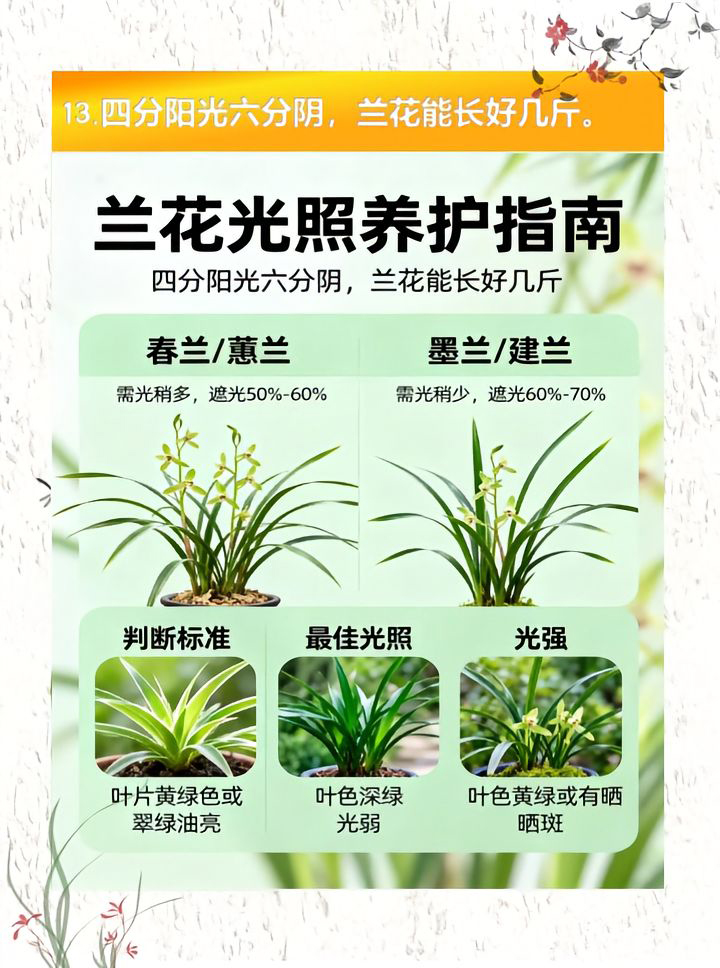 13.四分阳光六分阴，兰花能长好几斤。
兰花光照养护指南
四分阳光六分阴，兰花能长好几斤
春兰/蕙兰
需光稍多，遮光50%-60%
墨兰/建兰
需光稍少，遮光60%-70%
判断标准
叶片黄绿色或
翠绿油亮
最佳光照
叶色深绿
光弱
光强
叶色黄绿或有晒
晒斑